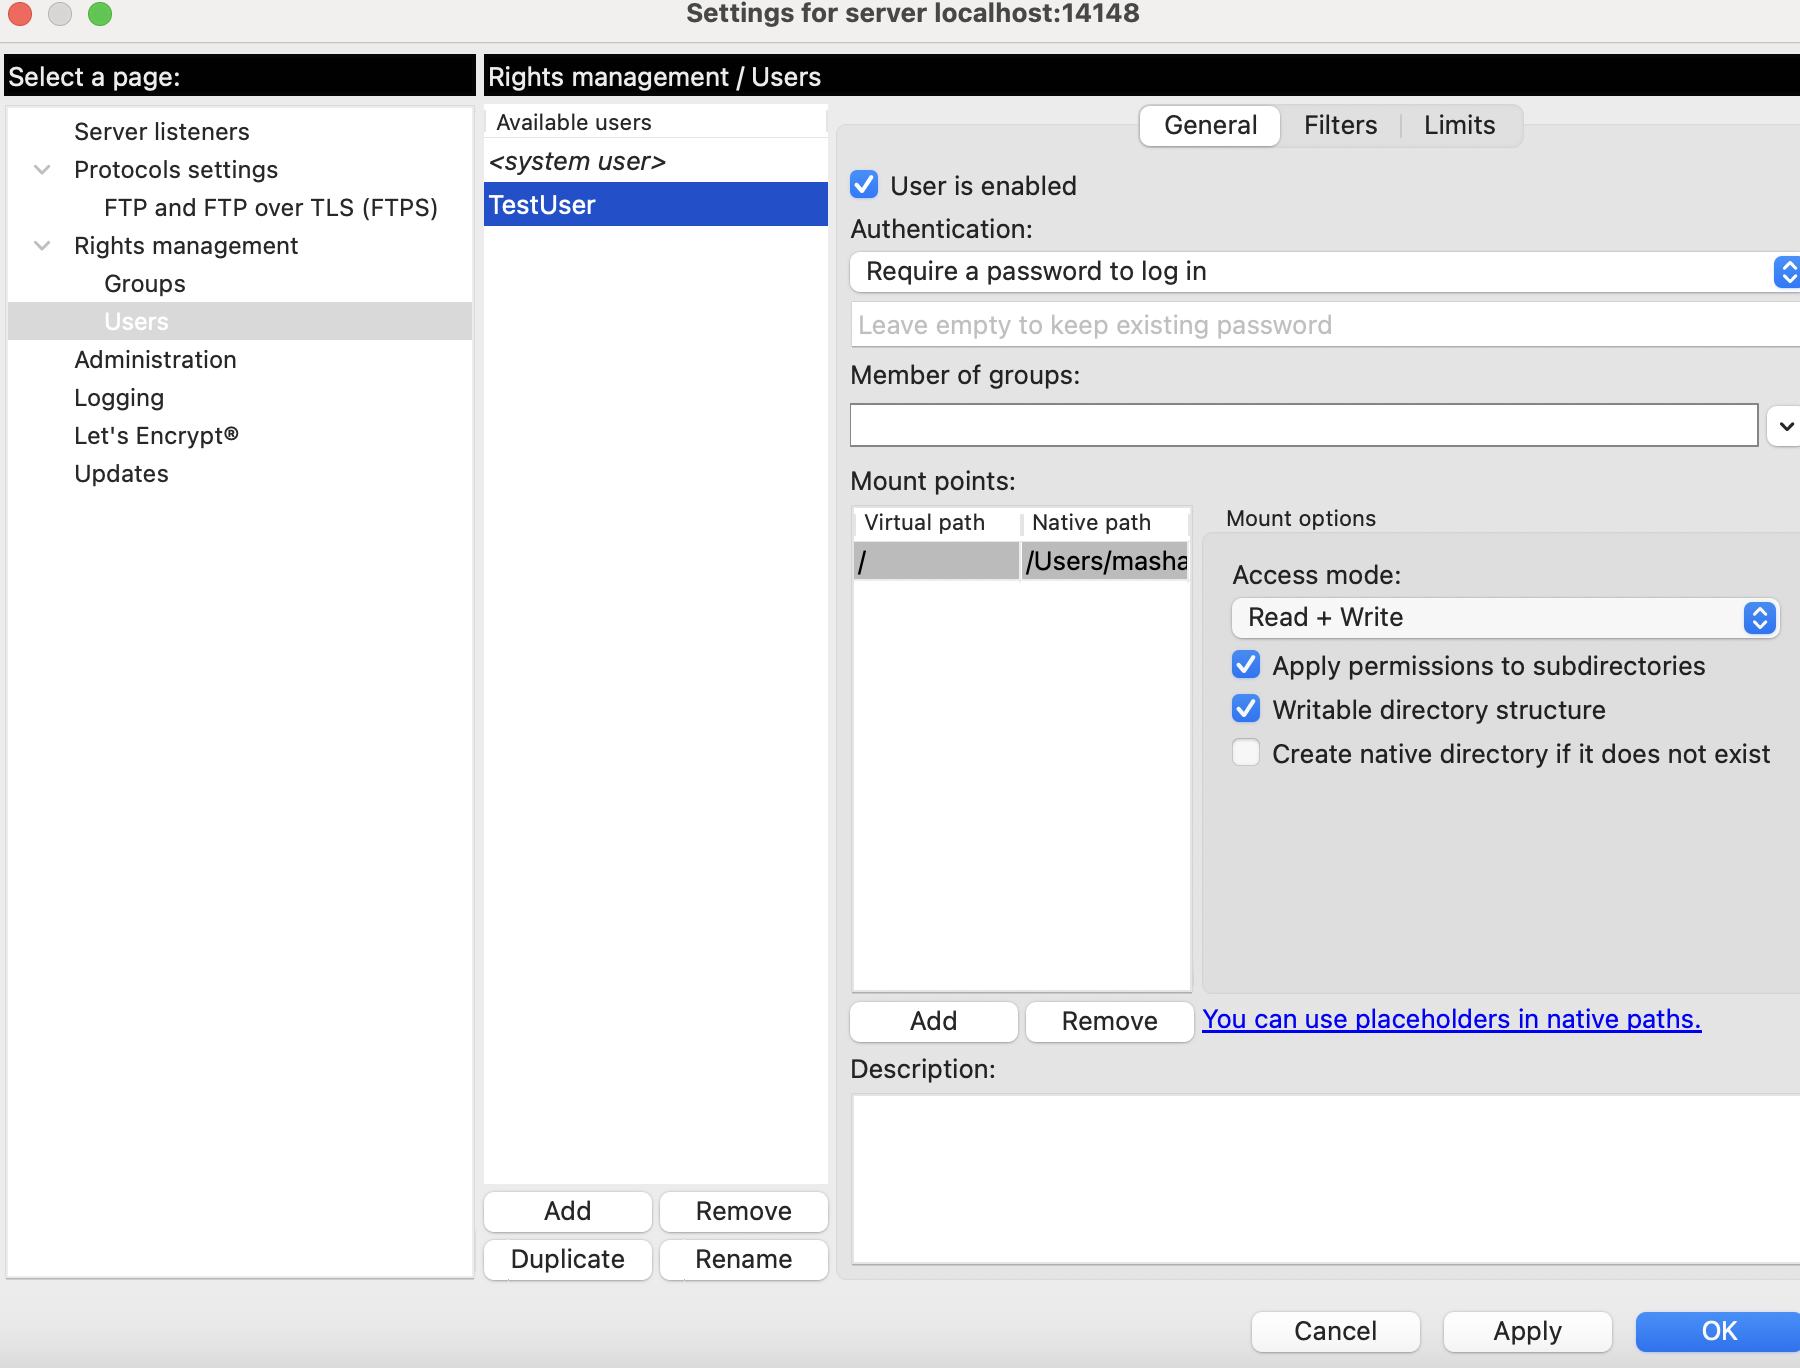 Settings for server localhost:14148
Select a page:
Server listeners
Protocols settings
FTP and FTP over TLS (FTPS)
Rights management
Groups
Users
Administration
Logging
Let's Encrypt®
Updates
Rights management / Users
Available users
<system user>
TestUser
Add
Remove
Duplicate
Rename
General
Filters
Limits
User is enabled
Authentication:
Require a password to log in
Leave empty to keep existing password
Member of groups:
Mount points:
Virtual path
Native path
/
/Users/masha
Mount options
Access mode:
Read + Write
Apply permissions to subdirectories
Writable directory structure
Create native directory if it does not exist
Add
Remove
You can use placeholders in native paths.
Description:
Cancel
Apply
OK